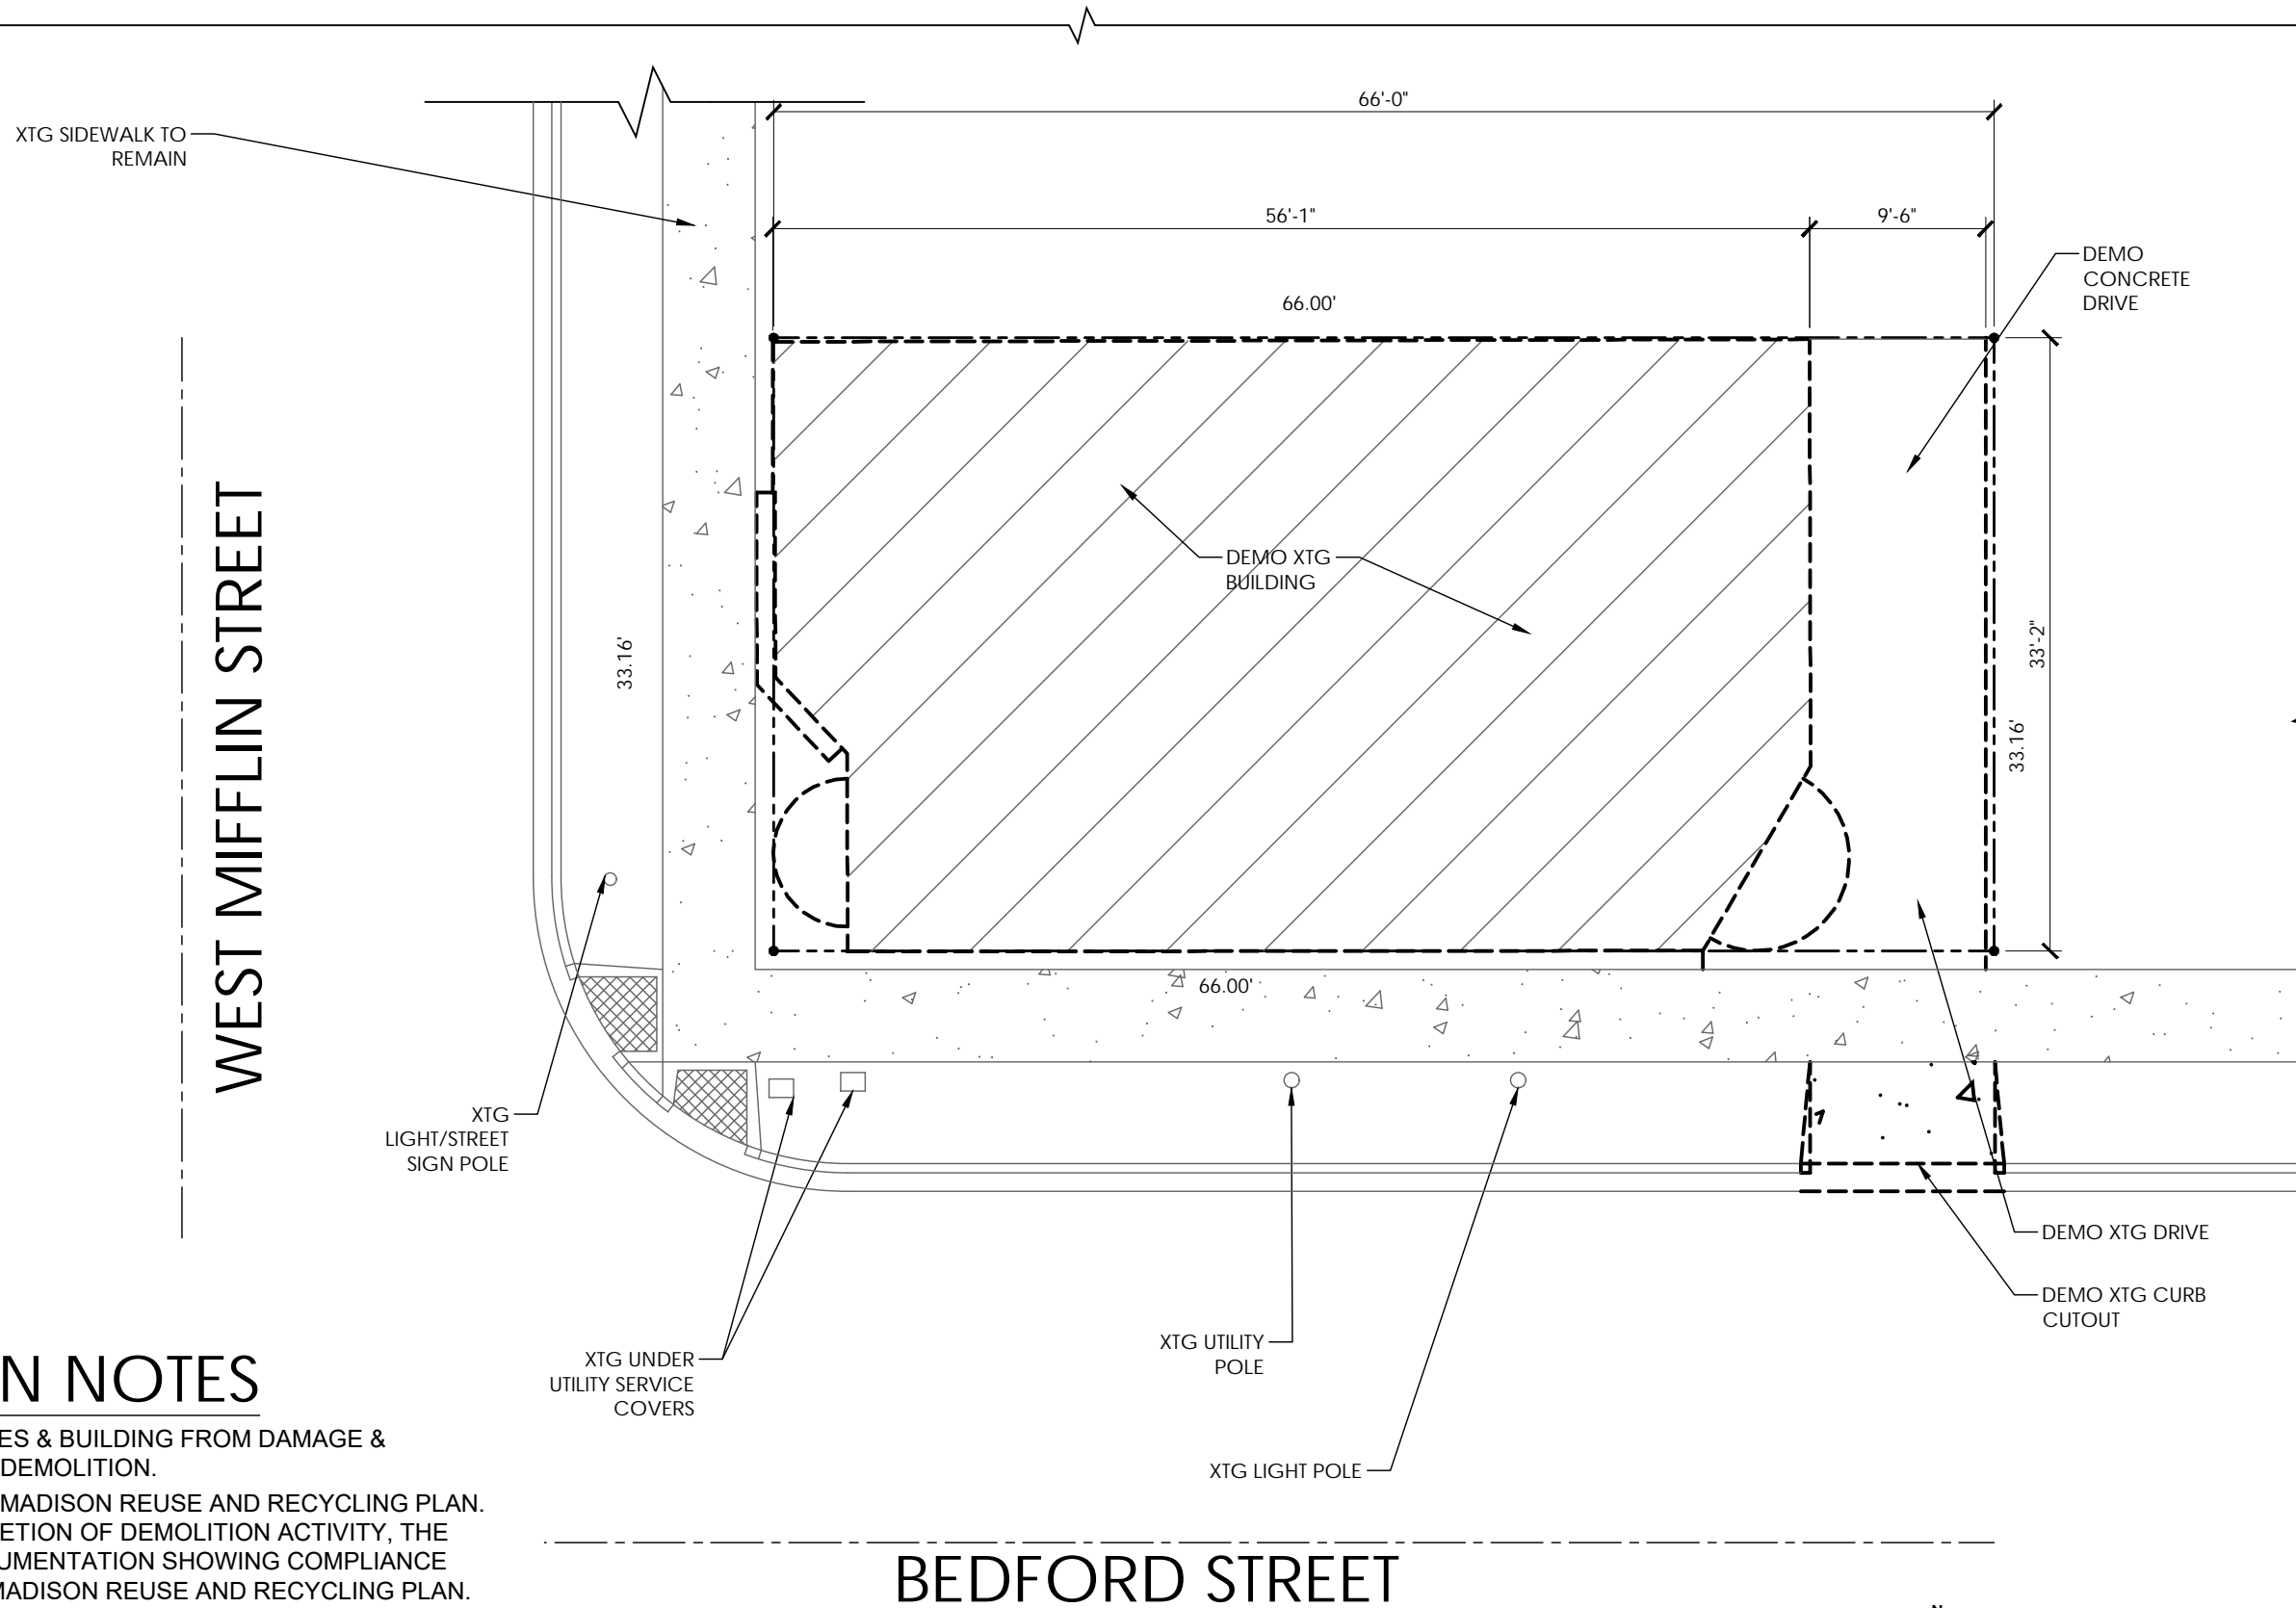 66'-0"
XTG SIDEWALK TO
REMAIN
56'-1"
9'-6"
DEMO
CONCRETE
DRIVE
66.00'
WEST MIFFLIN STREET
DEMO XTG
BUILDING
33.16'
33'-2"
33.16'
66.00'
XTG
LIGHT/STREET
SIGN POLE
DEMO XTG DRIVE
DEMO XTG CURB
CUTOUT
XTG UNDER
UTILITY SERVICE
COVERS
XTG UTILITY
POLE
XTG LIGHT POLE
N NOTES
ES & BUILDING FROM DAMAGE &
DEMOLITION.
MADISON REUSE AND RECYCLING PLAN.
ETION OF DEMOLITION ACTIVITY, THE
UMENTATION SHOWING COMPLIANCE
MADISON REUSE AND RECYCLING PLAN.
BEDFORD STREET
N